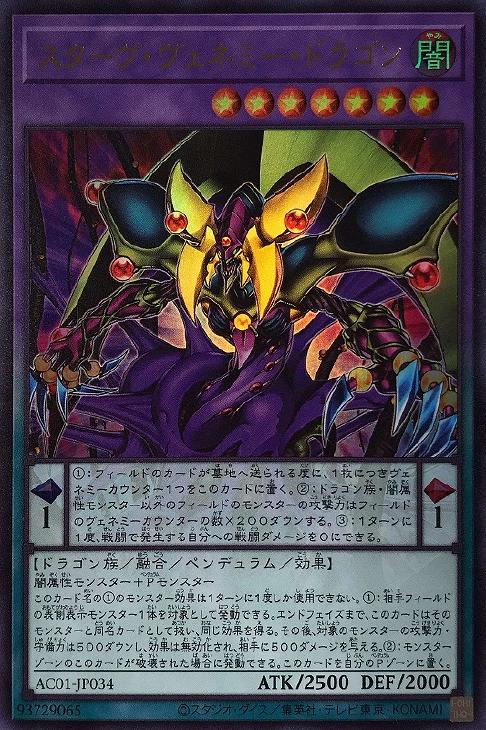 スターヴ・ヴェネミー・ドラゴン
闇
①：フィールドのカードが墓地へ送られる度に、1枚につきヴェ
ネミーカウンター1つをこのカードに置く。②：ドラゴン族・闇属
性モンスター以外のフィールドのモンスターの攻撃力はフィールド
のヴェネミーカウンターの数×200ダウンする。③：1ターンに
1度、戦闘で発生する自分への戦闘ダメージを0にできる。
1
1
【ドラゴン族／融合／ペンデュラム／効果】
闇属性モンスター＋Pモンスター
このカード名の①のモンスター効果は1ターンに1度しか使用できない。①：相手フィール
ドの表側表示モンスター1体を対象として発動できる。エンドフェイズまで、このカードはその
モンスターと同名カードとして扱い、同じ効果を得る。その後、対象のモンスターの攻撃力・
守備力は500ダウンし、効果は無効化され、相手に500ダメージを与える。②：モンスター
ゾーンのこのカードが破壊された場合に発動できる。このカードを自分のPゾーンに置く。
AC01-JP034
ATK/2500 DEF/2000
93729065
©スタジオ・ダイス／集英社・テレビ東京・KONAMI